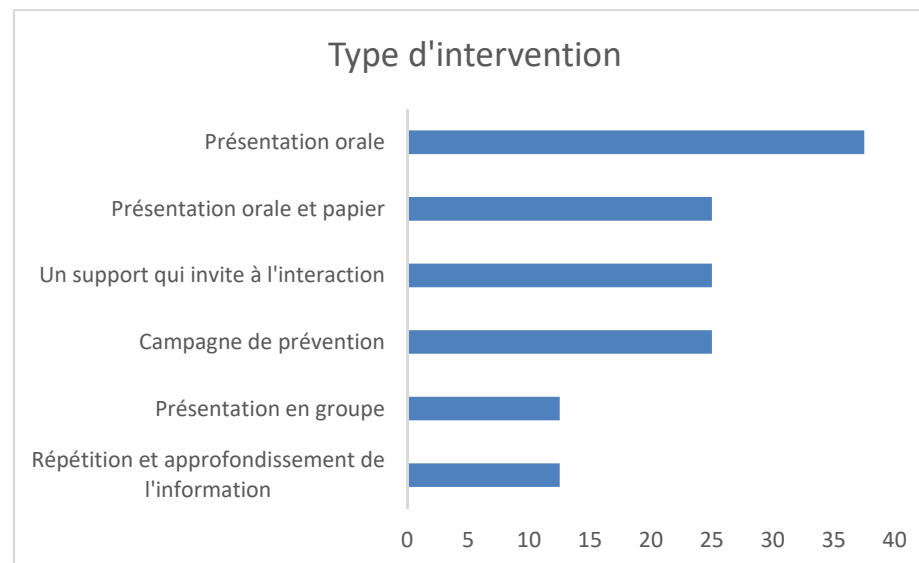 Type d'intervention
Présentation orale
Présentation orale et papier
Un support qui invite à l'interaction
Campagne de prévention
Présentation en groupe
Répétition et approfondissement de
l'information
0 5 10 15 20 25 30 35 40